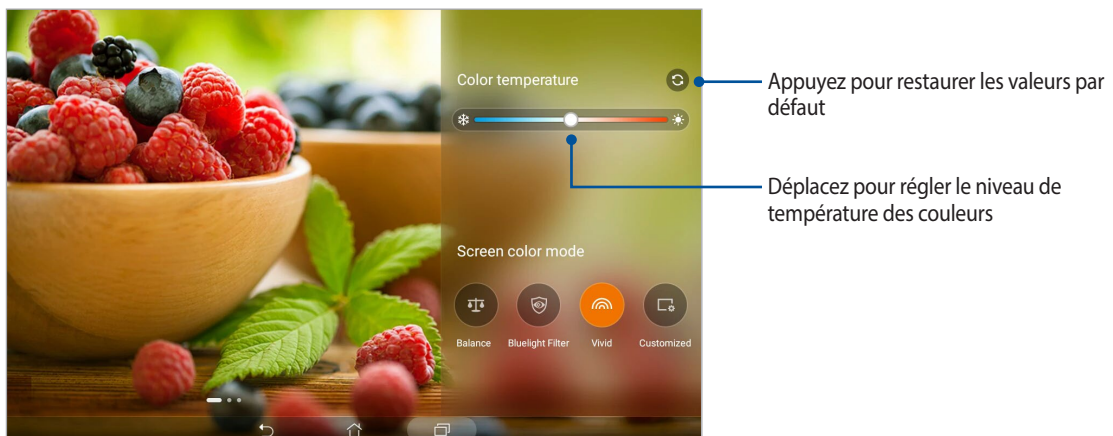 Color temperature
Appuyez pour restaurer les valeurs par
défaut
Déplacez pour régler le niveau de
température des couleurs
Screen color mode
Balance Bluelight Filter Vivid Customized